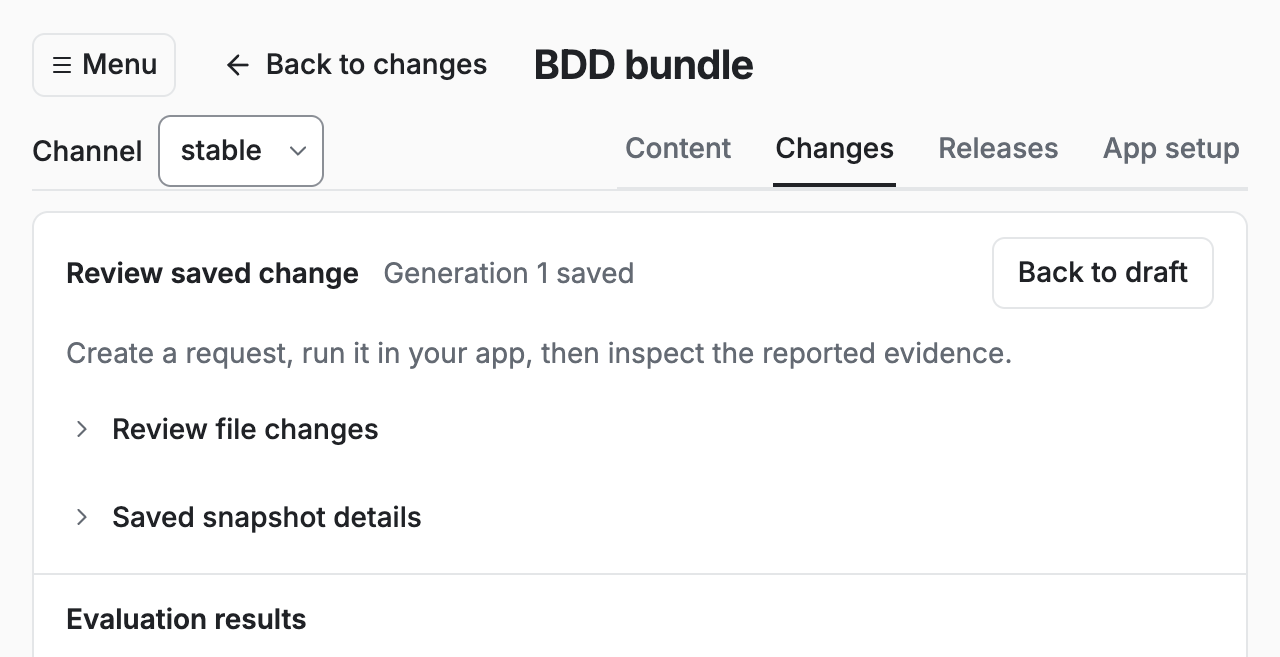 Menu
Back to changes
BDD bundle
Channel
stable
Content
Changes
Releases
App setup
Review saved change
Generation 1 saved
Back to draft
Create a request, run it in your app, then inspect the reported evidence.
Review file changes
Saved snapshot details
Evaluation results